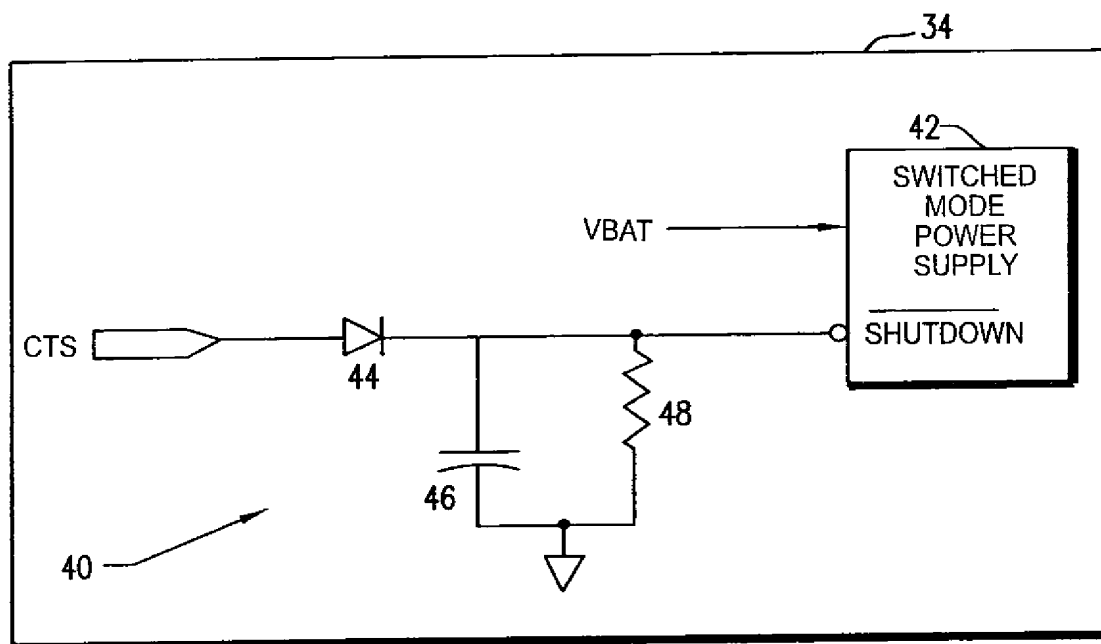 34
42
SWITCHED
MODE
POWER
SUPPLY
VBAT
SHUTDOWN
CTS
44
48
46
40